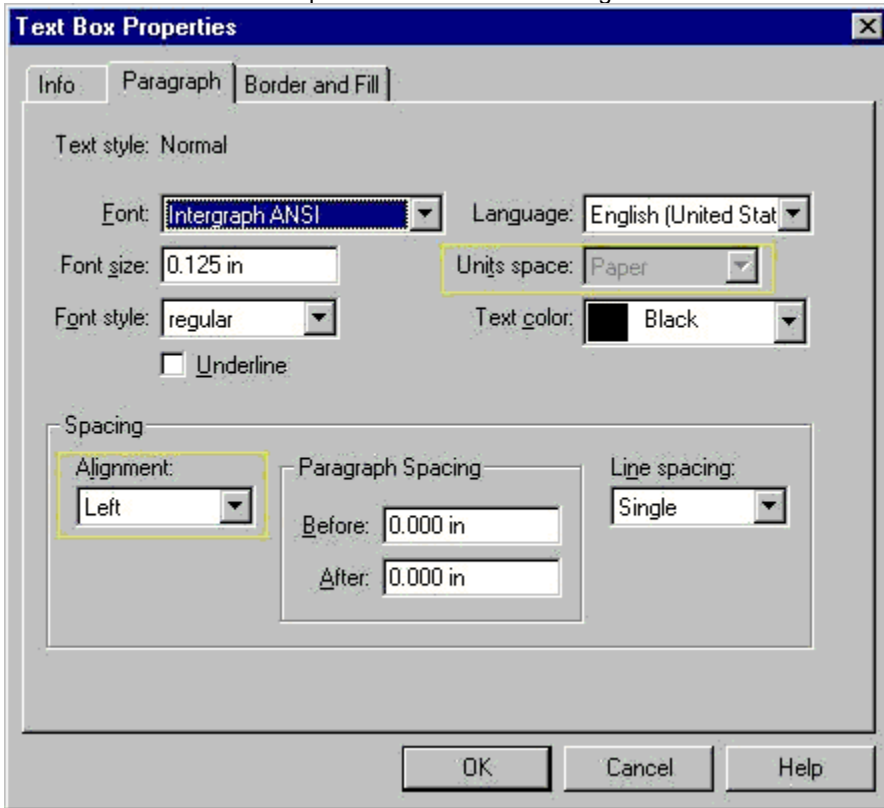 Text Box Properties
Info Paragraph Border and Fill
Text style: Normal
Font: Intergraph ANSI Language: English (United Stat
Font size: 0.125 in Units space: Paper
Font style: regular Text color: Black
Underline
Spacing
Alignment: Paragraph Spacing Line spacing:
Left Single
Before: 0.000 in
After: 0.000 in
OK Cancel Help